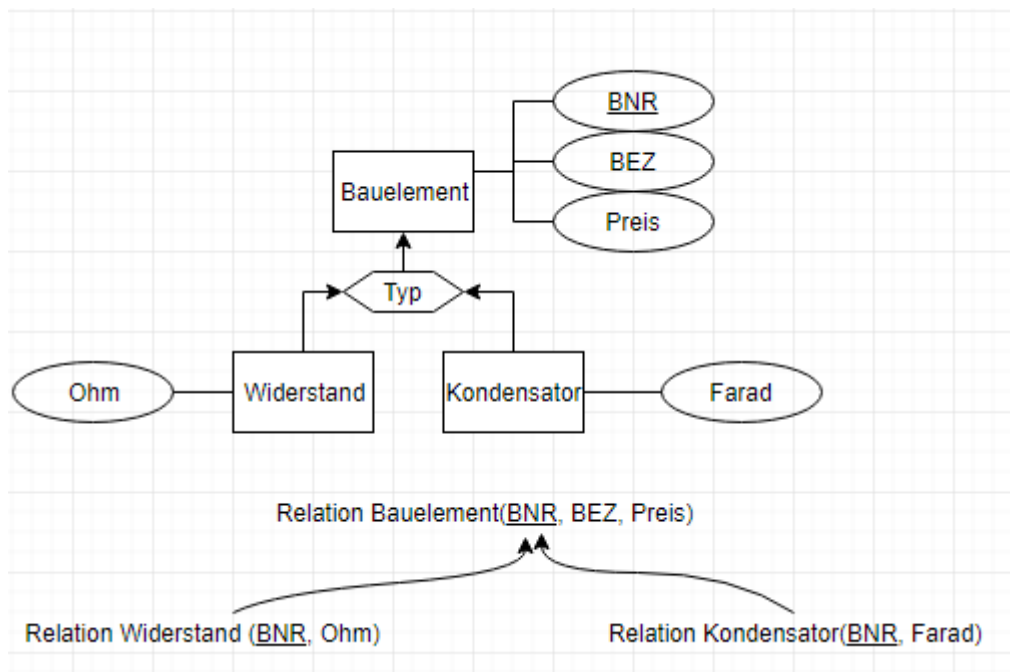 BNR
BEZ
Bauelement
Preis
Typ
Ohm
Widerstand
Kondensator
Farad
Relation Bauelement(BNR, BEZ, Preis)
Relation Widerstand (BNR, Ohm)
Relation Kondensator(BNR, Farad)